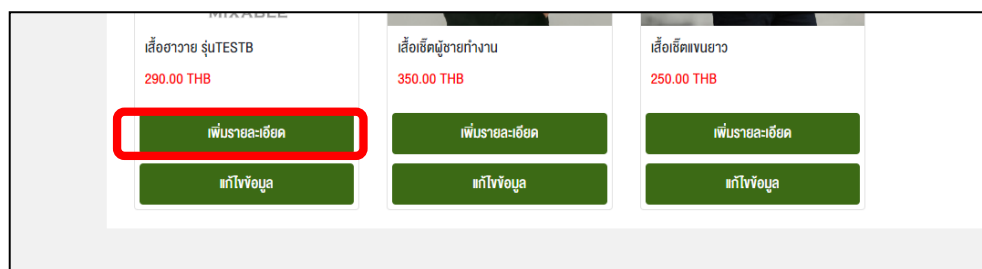 MIXABLE
เสื้อฮาวาย รุ่นTESTB
290.00 THB
เพิ่มรายละเอียด
แก้ไขข้อมูล
เสื้อเชิ๊ตผู้ชายทำงาน
350.00 THB
เพิ่มรายละเอียด
แก้ไขข้อมูล
เสื้อเชิ๊ตแขนยาว
250.00 THB
เพิ่มรายละเอียด
แก้ไขข้อมูล